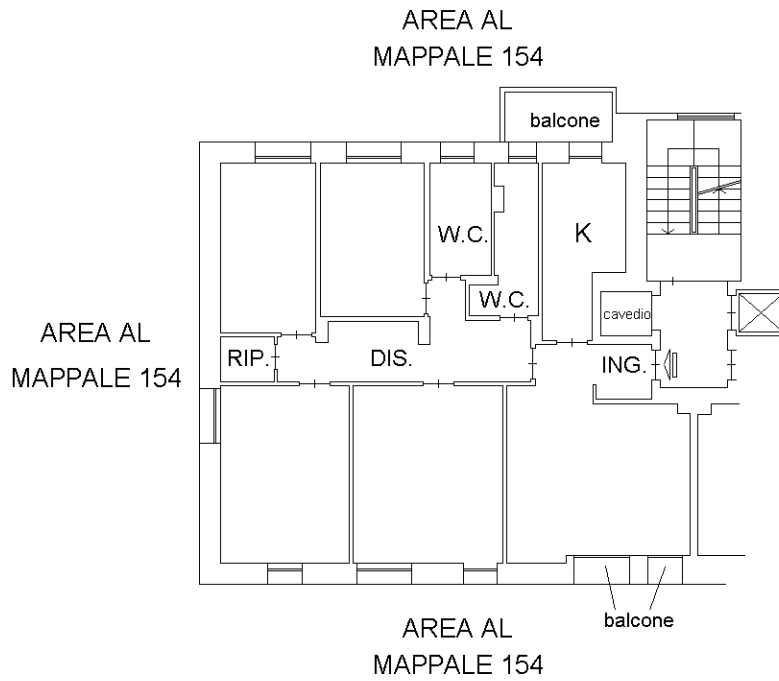 AREA AL
MAPPALE 154
balcone
W.C.
K
W.C.
cavedio
AREA AL
MAPPALE 154
RIP.
DIS.
ING.
balcone
AREA AL
MAPPALE 154